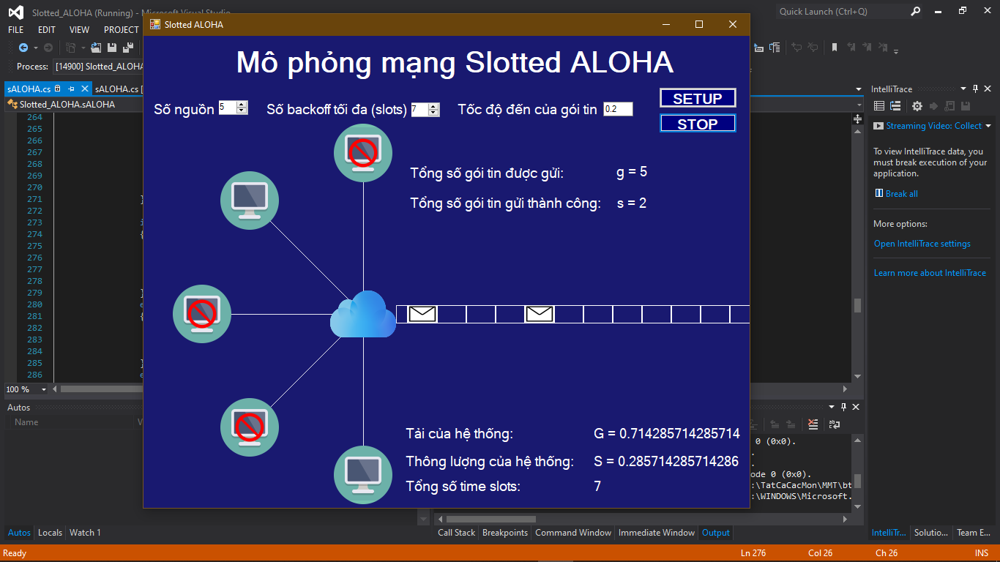 Slotted_ALOHA (Running) - Microsoft Visual Studio
Quick Launch (Ctrl+Q)
FILE EDIT VIEW PROJECT
Process: [14900] Slotted_ALOHA
sALOHA.cs sALOHA.cs [
Slotted_ALOHA.sALOHA
264
265
266
267
268
269
270
271 }
272
273 i
274 {
275
276
277
278
279 }
280 e
281 {
282
283
284
285 }
286 e
100 %
Slotted ALOHA
Mô phỏng mạng Slotted ALOHA
Số nguồn 5 Số backoff tối đa (slots) 7 Tốc độ đến của gói tin 0.2
SETUP
STOP
Tổng số gói tin được gửi: g = 5
Tổng số gói tin gửi thành công: s = 2
Tải của hệ thống: G = 0.714285714285714
Thông lượng của hệ thống: S = 0.285714285714286
Tổng số time slots: 7
IntelliTrace
Streaming Video: Collect
To view IntelliTrace data, you
must break execution of your
application.
Break all
More options:
Open IntelliTrace settings
Learn more about IntelliTrace
Autos
Name V
0 (0x0).
.
.
ode 0 (0x0).
:\TatCaCacMon\MMT\bt
:\WINDOWS\Microsoft.
Autos Locals Watch 1
Call Stack Breakpoints Command Window Immediate Window Output
IntelliTr... Solutio... Team E...
Ready Ln 276 Col 26 Ch 26 INS